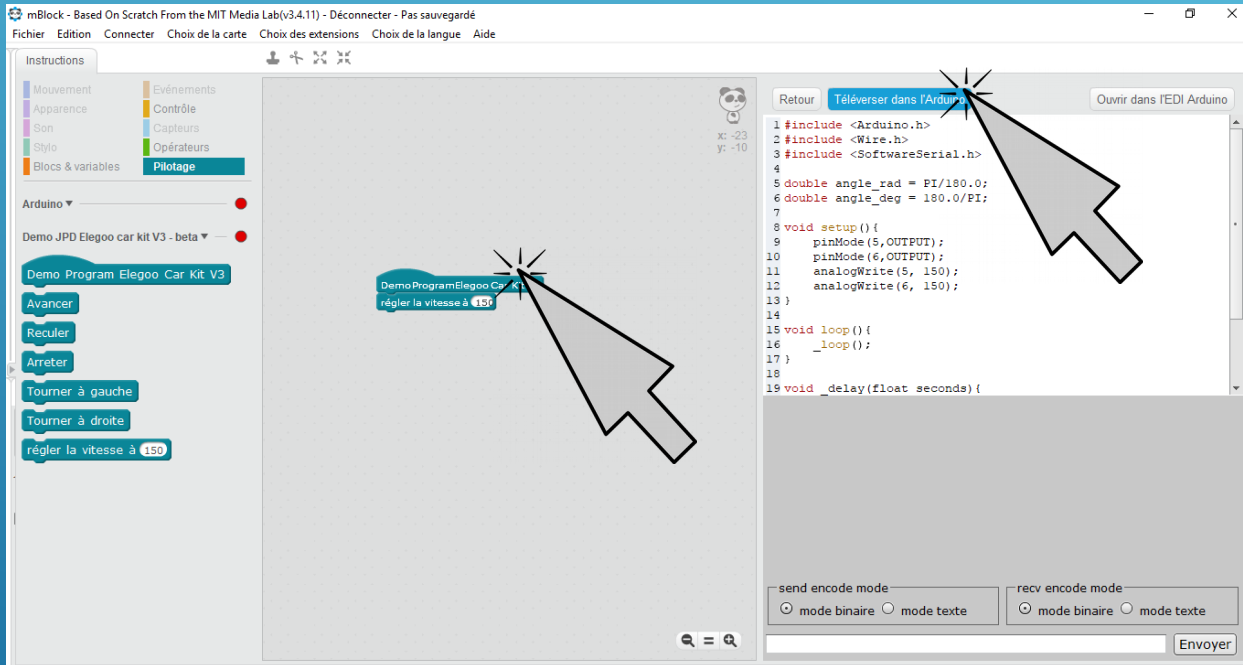 mBlock - Based On Scratch From the MIT Media Lab(v3.4.11) - Déconnecter - Pas sauvegardé
Fichier Edition Connecter Choix de la carte Choix des extensions Choix de la langue Aide
Instructions
Mouvement Evénements
Apparence Contrôle
Son Capteurs
Stylo Opérateurs
Blocs & variables Pilotage
Arduino
Demo JPD Elegoo car kit V3 - beta
Demo Program Elegoo Car Kit V3
Avancer
Reculer
Arreter
Tourner à gauche
Tourner à droite
régler la vitesse à 150
x: -23
y: -10
Demo Program Elegoo Car
régler la vitesse à 150
Retour Téléverser dans l'Arduino Ouvrir dans l'EDI Arduino
1 #include <Arduino.h>
2 #include <Wire.h>
3 #include <SoftwareSerial.h>
4
5 double angle_rad = PI/180.0;
6 double angle_deg = 180.0/PI;
7
8 void setup(){
9 pinMode(5,OUTPUT);
10 pinMode(6,OUTPUT);
11 analogWrite(5, 150);
12 analogWrite(6, 150);
13 }
14
15 void loop(){
16 _loop();
17 }
18
19 void _delay(float seconds){
send encode mode
mode binaire mode texte
recv encode mode
mode binaire mode texte
Envoyer